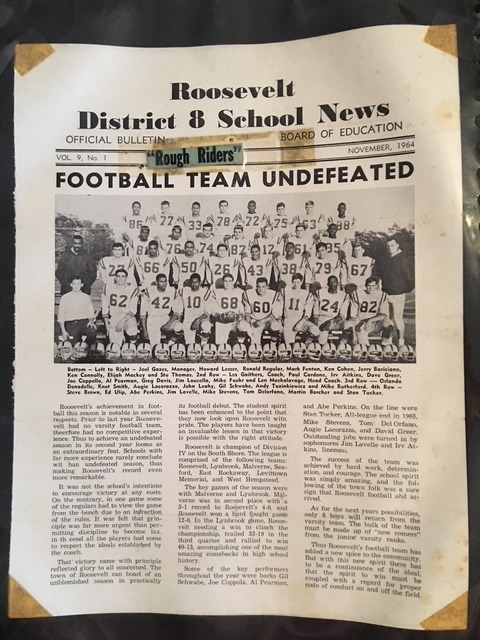 Roosevelt
District 8 School News
OFFICIAL BULLETIN
BOARD OF EDUCATION
"Rough Riders"
VOL. 9, No. 1
NOVEMBER, 1964
FOOTBALL TEAM UNDEFEATED
Bottom — Left to Right — Joel Gazes, Manager, Howard Lesser, Ronald Regular, Mark Fenton, Ken Cohen, Jerry Bonciana,
Ken Connolly, Elijah Mackey and Stu Thomas. 2nd Row — Les Gaithers, Coach, Paul Cardone, Irv Aitkins, Dave Greer,
Joe Coppolla, Al Pearman, Greg Davis, Jim Laucella, Mike Foehr and Len Mackalavage, Head Coach. 3rd Row — Orlando
Donadelle, Knut Smith, Augie Lacorazza, John Leahy, Gil Schwabe, Andy Tuzinkiewicz and Mike Rutherford. 4th Row —
Steve Brown, Ed Ulip, Abe Perkins, Jim Lavelle, Mike Stevens, Tom Delorfano, Martin Borcher and Stan Tucker.
Roosevelt's achievement in foot-
ball this season is notable in several
respects. Prior to last year Roosevelt
had no varsity football team,
therefore had no competitive exper-
ience. Thus to achieve an undefeated
season in its second year looms as
an extraordinary feat. Schools with
far more experience rarely conclude
with an undefeated season, thus
making Roosevelt's record even
more remarkable.
It was not the school's intentions
to encourage victory at any costs.
On the contrary, in one game some
of the regulars had to view the game
from the bench due to an infraction
of the rules. It was felt that prin-
ciple was far more urgent than per-
mitting discipline to become lax,
in the end all the players had come
to respect the ideals established by
the coach.
That victory came with principle
reflected glory to all concerned. The
town of Roosevelt can boast of an
unblemished season in practically
its football debut. The student spirit
has been enhanced to the point that
they now look upon Roosevelt with
pride. The players have been taught
an invaluable lesson in that victory
is possible with the right attitude.
Roosevelt is champion of Division
IV on the South Shore. The league is
comprised of the following teams:
Roosevelt, Lynbrook, Malverne, Sea-
ford, East Rockaway, Levittown
Memorial, and West Hempstead.
The key games of the season were
with Malverne and Lynbrook. Mal-
verne was in second place with a
3-1 record to Roosevelt's 4-0, and
Roosevelt won a hard fought game
12-0. In the Lynbrook game, Roose-
velt needing a win to clinch the
championship, trailed 33-19 in the
third quarter and rallied to win
40-13, accomplishing one of the most
amazing comebacks in high school
history.
Some of the key performers
throughout the year were backs Gil
Schwabe, Joe Coppola, Al Pearman,
and Abe Perkins. On the line were
Stan Tucker, All-league end in 1963,
Mike Stevens, Tom Del Orfano,
Augie Lacorazza, and David Greer.
Outstanding jobs were turned in by
sophomores Jim Lavelle and Irv At-
kins, linemen.
The success of the team was
achieved by hard work, determin-
ation, and courage. The school spirit
was simply amazing, and the fol-
lowing of the town folk was a sure
sign that Roosevelt football had ar-
rived.
As for the next years possibilities,
only 8 boys will return from the
varsity team. The bulk of the team
must be made up of "new comers"
from the junior varsity ranks.
Thus Roosevelt's football team has
added a new spice to the community.
But with this new spirit there has
to be a continuance of the ideal,
that the spirit to win must be
coupled with a regard for proper
code of conduct on and off the field.